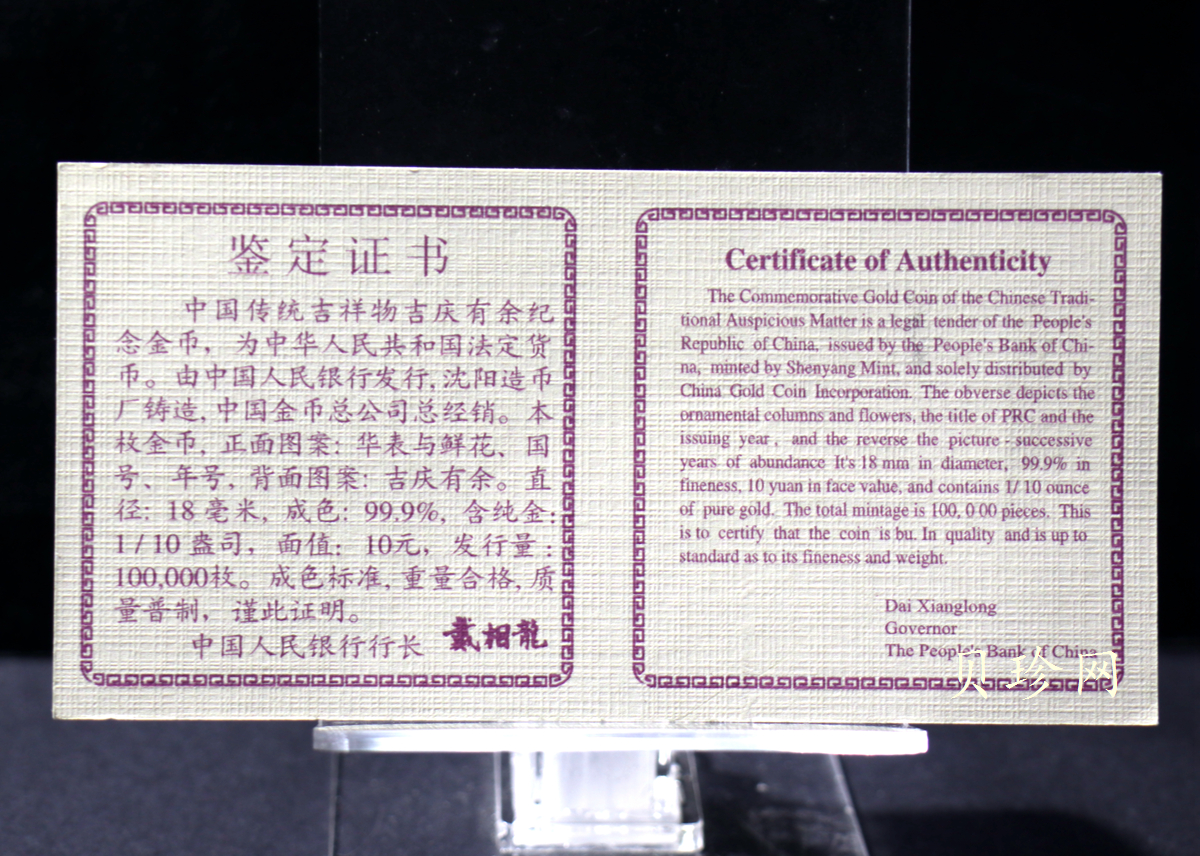 鉴定证书
中国传统吉祥物吉庆有余纪
念金币，为中华人民共和国法定货
币。由中国人民银行发行,沈阳造币
厂铸造,中国金币总公司总经销。本
枚金币,正面图案:华表与鲜花、国
号、年号,背面图案:吉庆有余。直
径:18毫米,成色:99.9%,含纯金:
1/10盎司,面值:10元,发行量:
100,000枚。成色标准,重量合格,质
量普制,谨此证明。
中国人民银行行长 戴相龍
Certificate of Authenticity
The Commemorative Gold Coin of the Chinese Tradi-
tional Auspicious Matter is a legal tender of the People's
Republic of China, issued by the People's Bank of Chi-
na, minted by Shenyang Mint, and solely distributed by
China Gold Coin Incorporation. The obverse depicts the
ornamental columns and flowers, the title of PRC and the
issuing year, and the reverse the picture-successive
years of abundance It's 18 mm in diameter, 99.9% in
fineness, 10 yuan in face value, and contains 1/10 ounce
of pure gold. The total mintage is 100, 0 00 pieces. This
is to certify that the coin is bu. In quality and is up to
standard as to its fineness and weight.
Dai Xianglong
Governor
The People's Bank of China
贝珍网